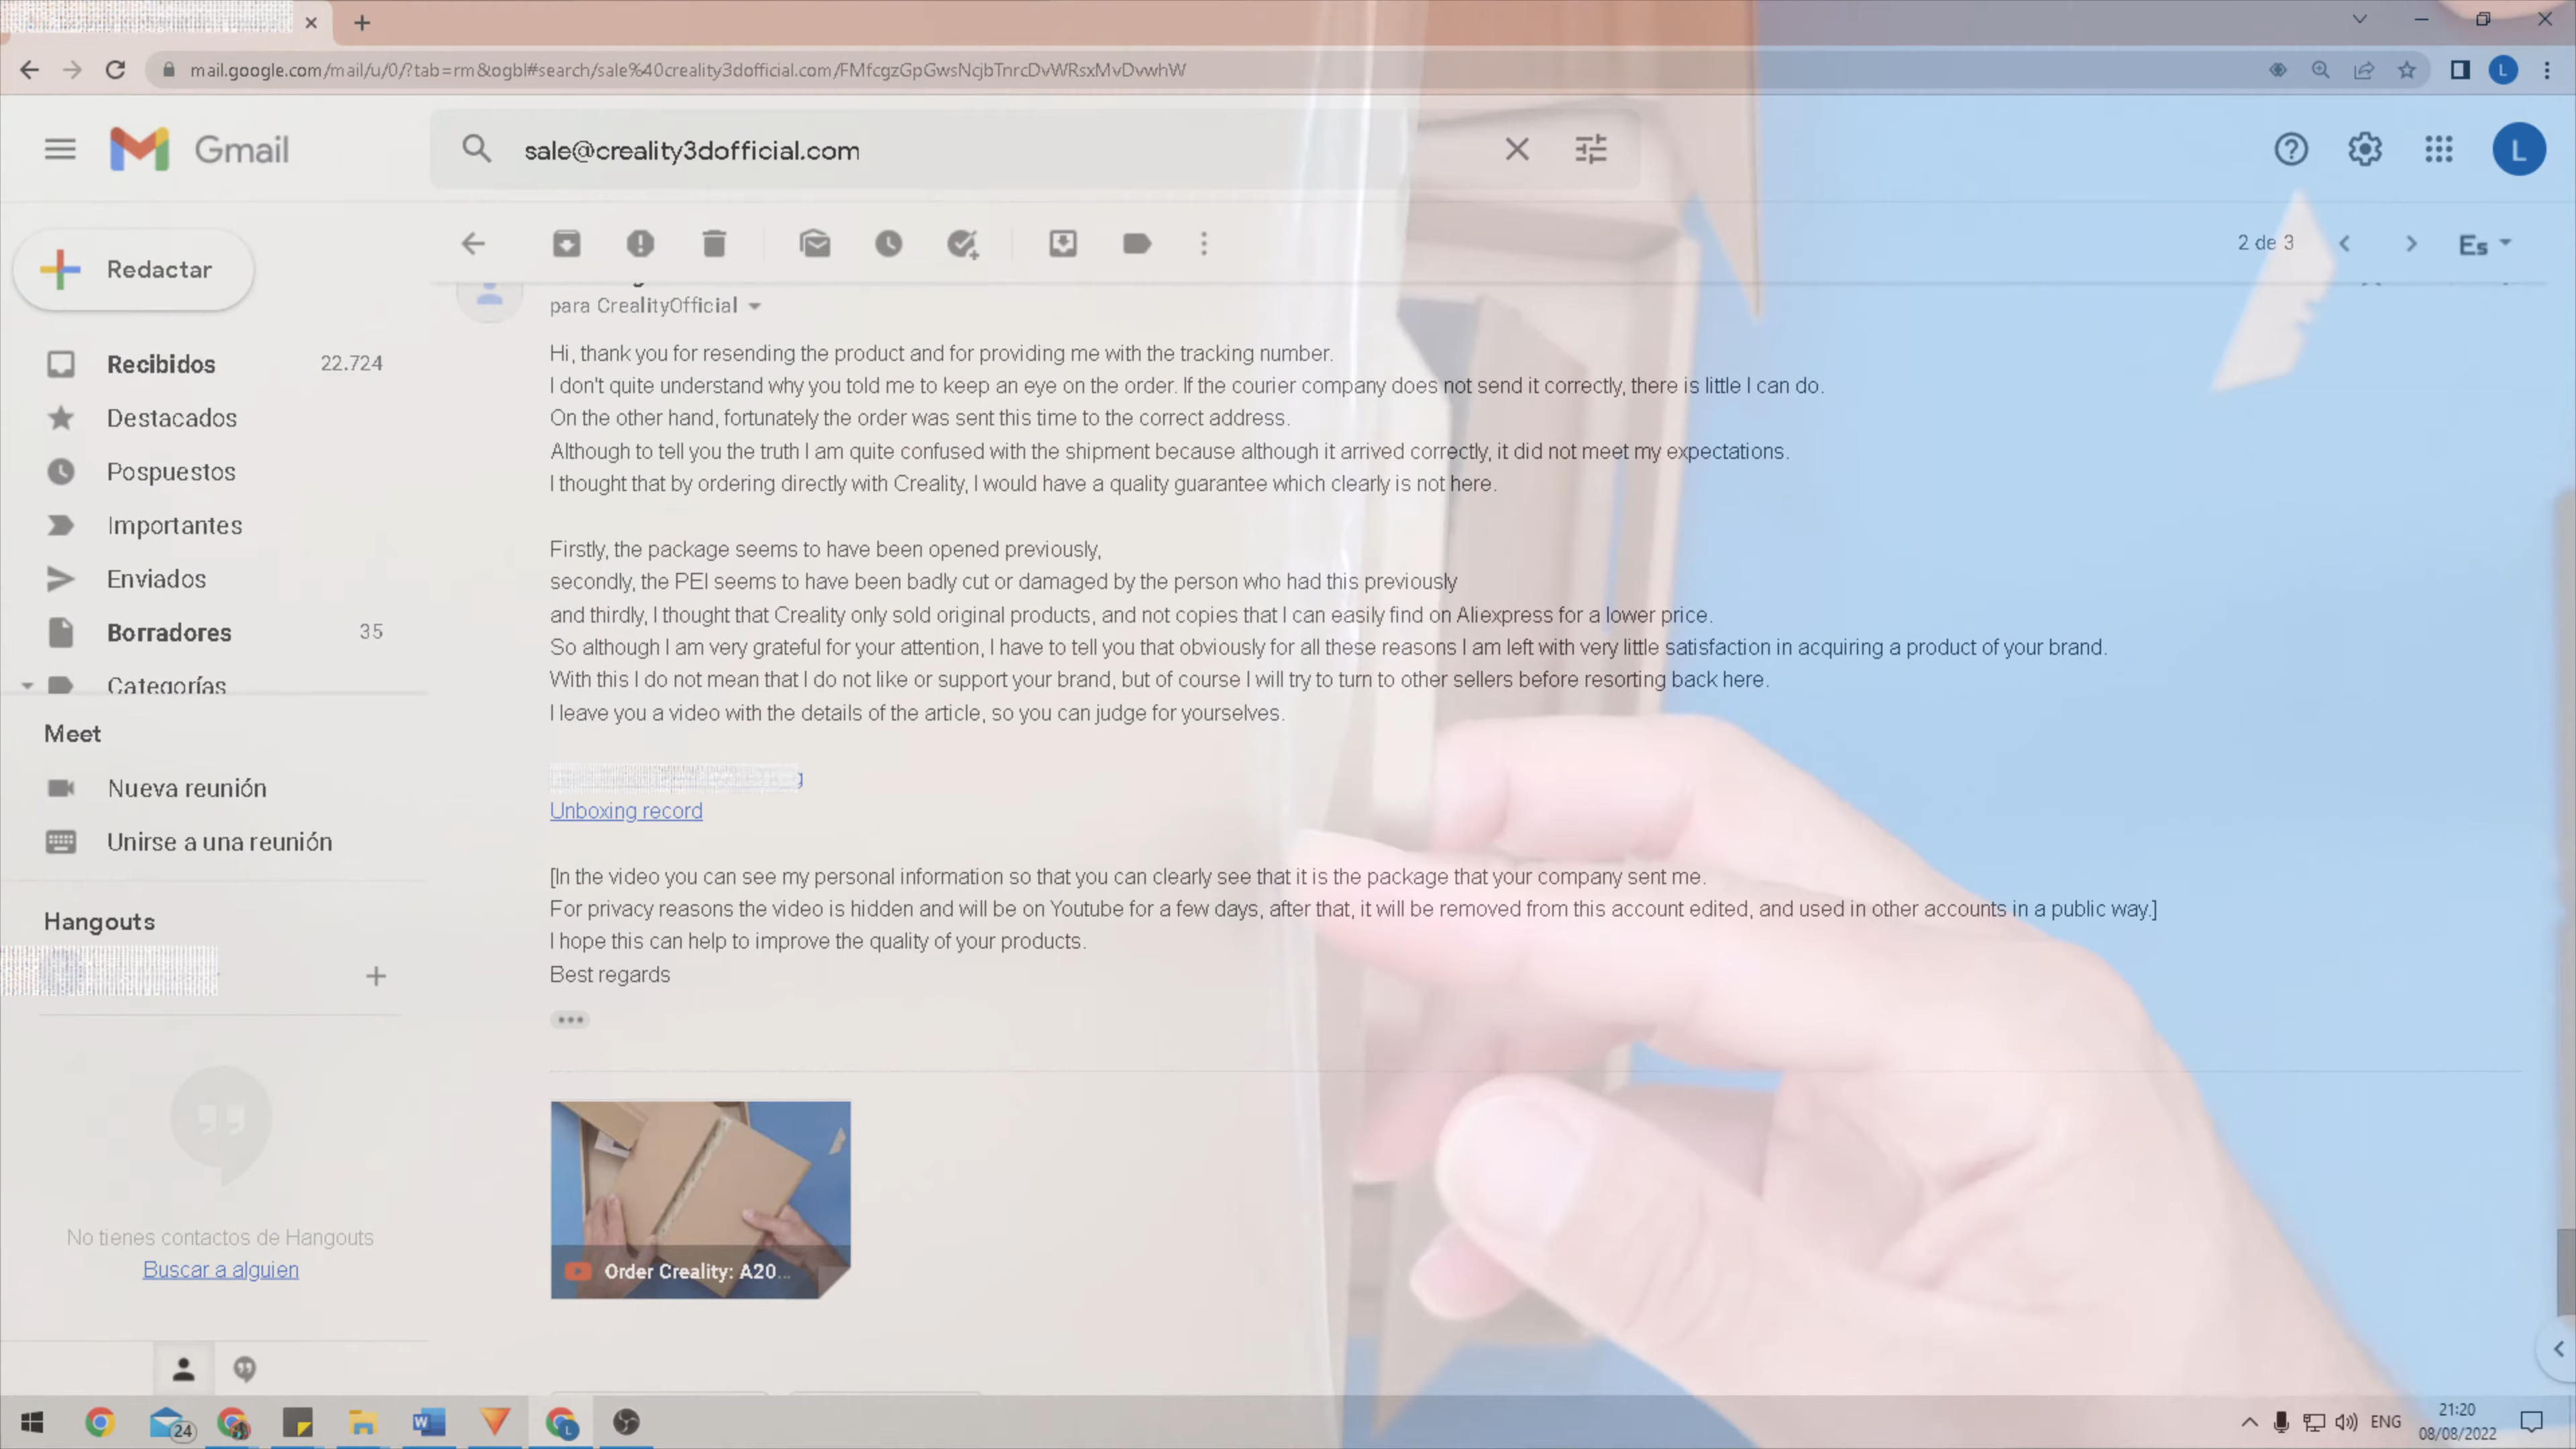 mail.google.com/mail/u/0/?tab=rm&ogbl#search/sale%40creality3dofficial.com/FMfcgzGpGwsNcjbTnrcDvWRsxMvDvwhW
L
Gmail
sale@creality3dofficial.com
L
Redactar
2 de 3
Es
para CrealityOfficial
Recibidos 22.724
Destacados
Pospuestos
Importantes
Enviados
Borradores 35
Categorías
Meet
Nueva reunión
Unirse a una reunión
Hangouts
No tienes contactos de Hangouts
Buscar a alguien
Hi, thank you for resending the product and for providing me with the tracking number.
I don't quite understand why you told me to keep an eye on the order. If the courier company does not send it correctly, there is little I can do.
On the other hand, fortunately the order was sent this time to the correct address.
Although to tell you the truth I am quite confused with the shipment because although it arrived correctly, it did not meet my expectations.
I thought that by ordering directly with Creality, I would have a quality guarantee which clearly is not here.
Firstly, the package seems to have been opened previously,
secondly, the PEI seems to have been badly cut or damaged by the person who had this previously
and thirdly, I thought that Creality only sold original products, and not copies that I can easily find on Aliexpress for a lower price.
So although I am very grateful for your attention, I have to tell you that obviously for all these reasons I am left with very little satisfaction in acquiring a product of your brand.
With this I do not mean that I do not like or support your brand, but of course I will try to turn to other sellers before resorting back here.
I leave you a video with the details of the article, so you can judge for yourselves.
Unboxing record
[In the video you can see my personal information so that you can clearly see that it is the package that your company sent me.
For privacy reasons the video is hidden and will be on Youtube for a few days, after that, it will be removed from this account edited, and used in other accounts in a public way.]
I hope this can help to improve the quality of your products.
Best regards
Order Creality: A20...
24
W
L
ENG
21:20
08/08/2022